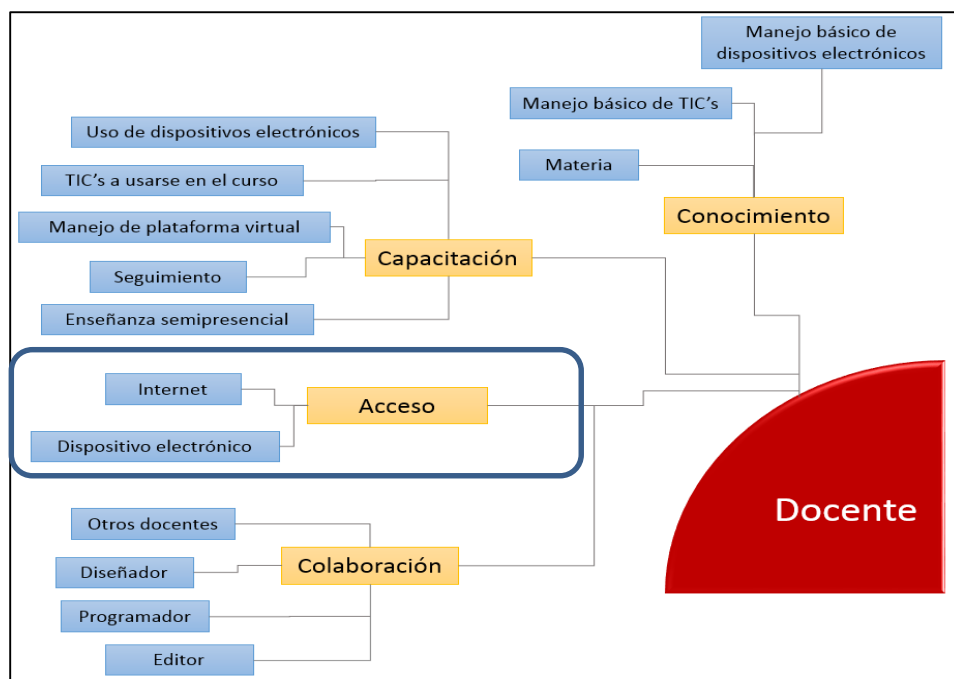 Manejo básico de
dispositivos electrónicos
Manejo básico de TIC's
Materia
Conocimiento
Uso de dispositivos electrónicos
TIC's a usarse en el curso
Manejo de plataforma virtual
Seguimiento
Enseñanza semipresencial
Capacitación
Internet
Dispositivo electrónico
Acceso
Otros docentes
Diseñador
Programador
Editor
Colaboración
Docente